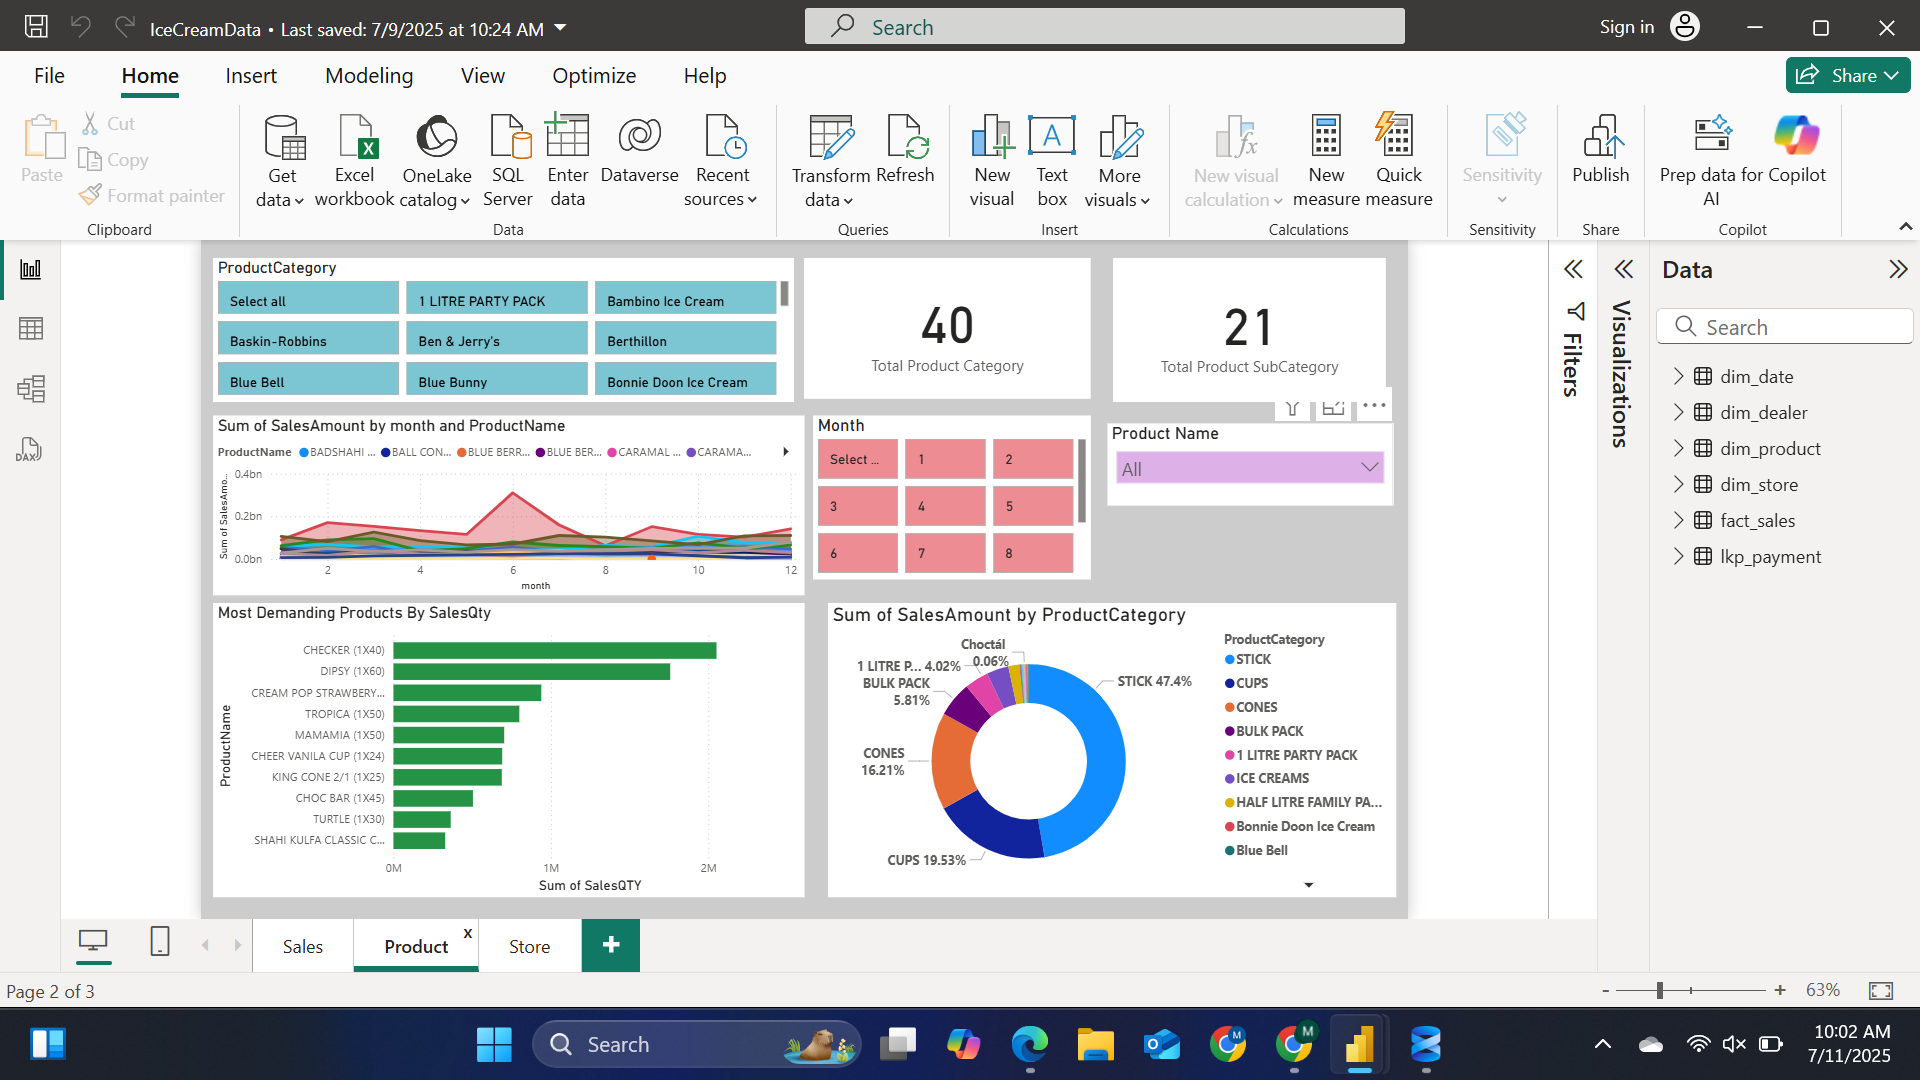 IceCreamData • Last saved: 7/9/2025 at 10:24 AM
Search
Sign in
File
Home
Insert
Modeling
View
Optimize
Help
Share
Paste
Cut
Copy
Format painter
Clipboard
Get data
Excel workbook
OneLake catalog
SQL Server
Enter data
Dataverse
Recent sources
Data
Transform data
Refresh
Queries
New visual
Text box
More visuals
Insert
New visual calculation
New measure
Quick measure
Calculations
Sensitivity
Sensitivity
Publish
Share
Prep data for AI
Copilot
Copilot
ProductCategory
Select all
1 LITRE PARTY PACK
Bambino Ice Cream
Baskin-Robbins
Ben & Jerry's
Berthillon
Blue Bell
Blue Bunny
Bonnie Doon Ice Cream
40
Total Product Category
21
Total Product SubCategory
Sum of SalesAmount by month and ProductName
ProductName
BADSHAHI ...
BALL CON...
BLUE BERR...
BLUE BER...
CARAMAL ...
CARAMA...
Sum of SalesAmo...
0.4bn
0.2bn
0.0bn
2
4
6
8
10
12
month
Month
Select ...
1
2
3
4
5
6
7
8
Product Name
All
Most Demanding Products By SalesQty
ProductName
CHECKER (1X40)
DIPSY (1X60)
CREAM POP STRAWBERY...
TROPICA (1X50)
MAMAMIA (1X50)
CHEER VANILA CUP (1X24)
KING CONE 2/1 (1X25)
CHOC BAR (1X45)
TURTLE (1X30)
SHAHI KULFA CLASSIC C...
0M
1M
2M
Sum of SalesQTY
Sum of SalesAmount by ProductCategory
Choctál
0.06%
1 LITRE P... 4.02%
BULK PACK
5.81%
CONES
16.21%
CUPS 19.53%
STICK 47.4%
ProductCategory
STICK
CUPS
CONES
BULK PACK
1 LITRE PARTY PACK
ICE CREAMS
HALF LITRE FAMILY PA...
Bonnie Doon Ice Cream
Blue Bell
Filters
Visualizations
Data
Search
dim_date
dim_dealer
dim_product
dim_store
fact_sales
lkp_payment
DAX
Sales
Product
x
Store
+
Page 2 of 3
-
+
63%
Search
M
M
10:02 AM
7/11/2025